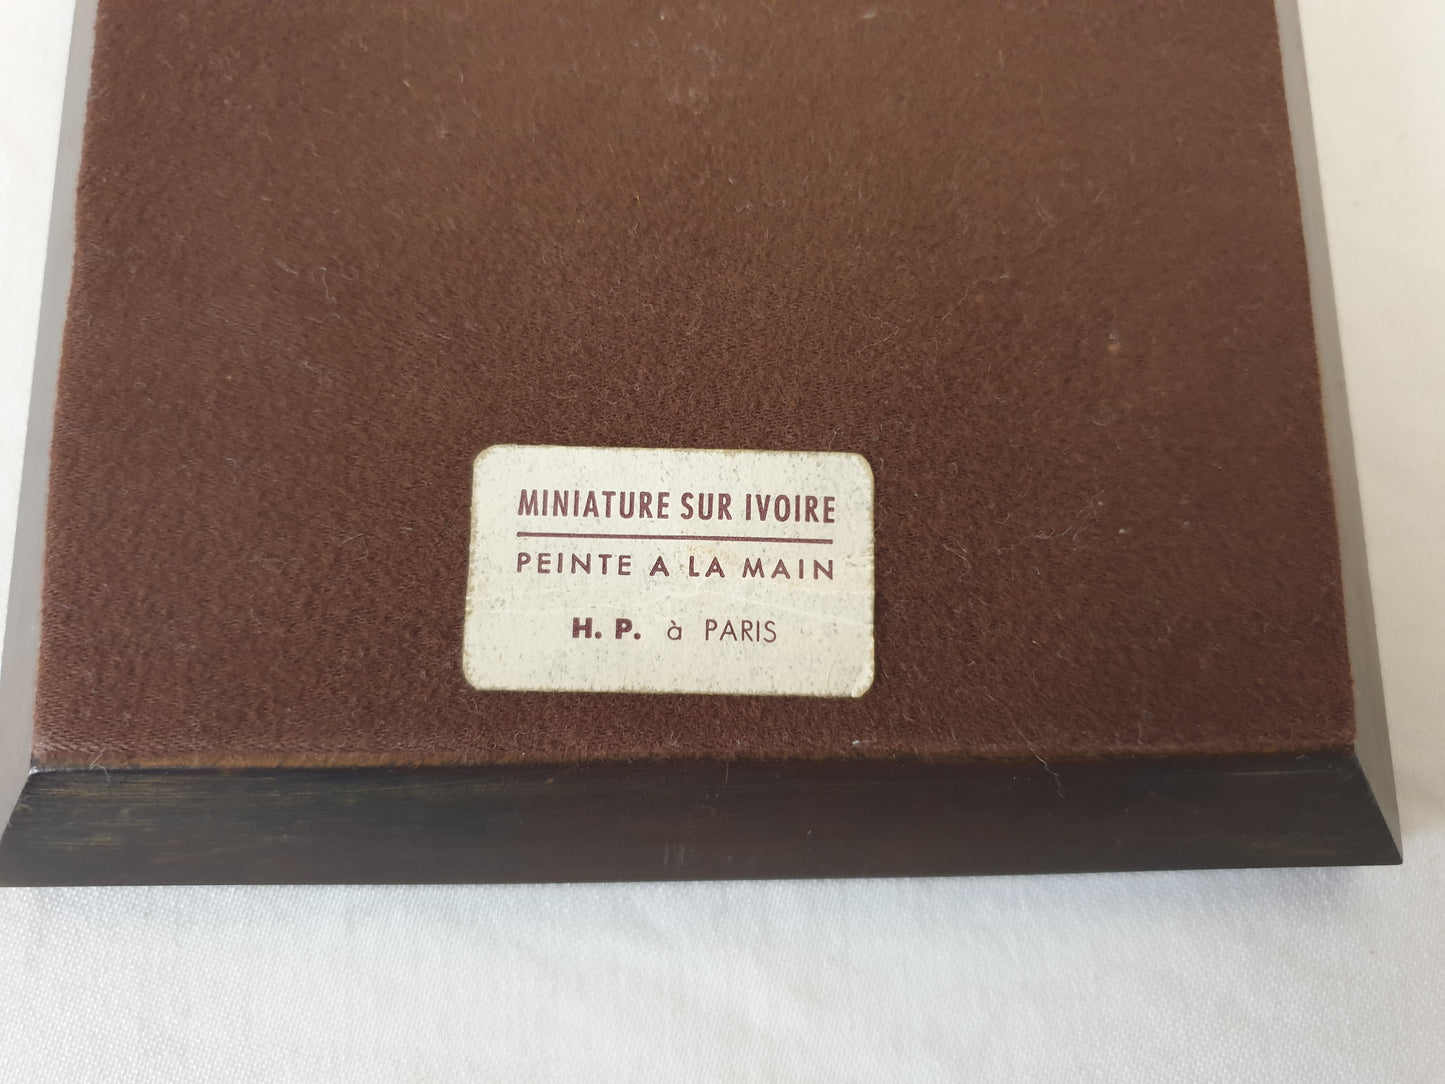 MINIATURE SUR IVOIRE
PEINTE A LA MAIN
H. P. à PARIS